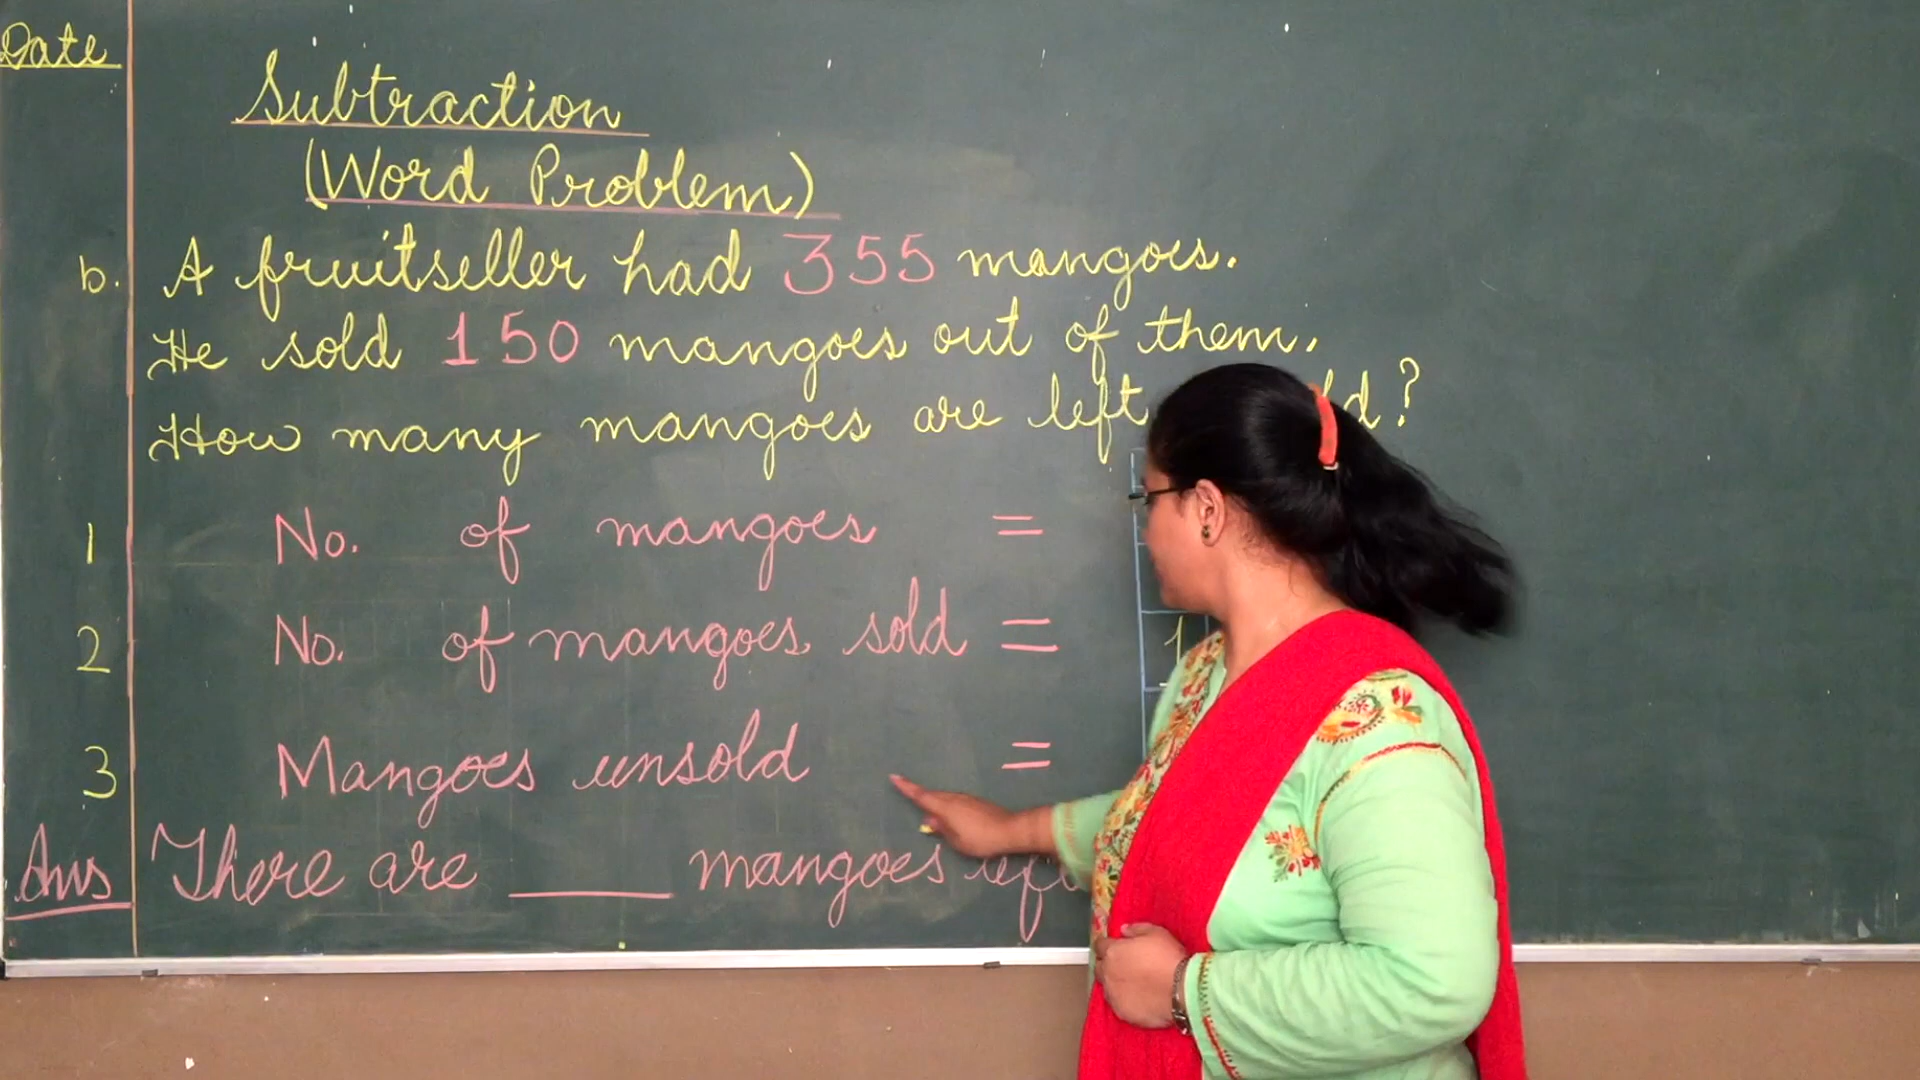 Date
Subtraction
(Word Problem)
b. A fruitseller had 355 mangoes.
He sold 150 mangoes out of them.
How many mangoes are left
1 No. of mangoes =
2 No. of mangoes sold = 1
3 Mangoes unsold =
Ans There are ____ mangoes left